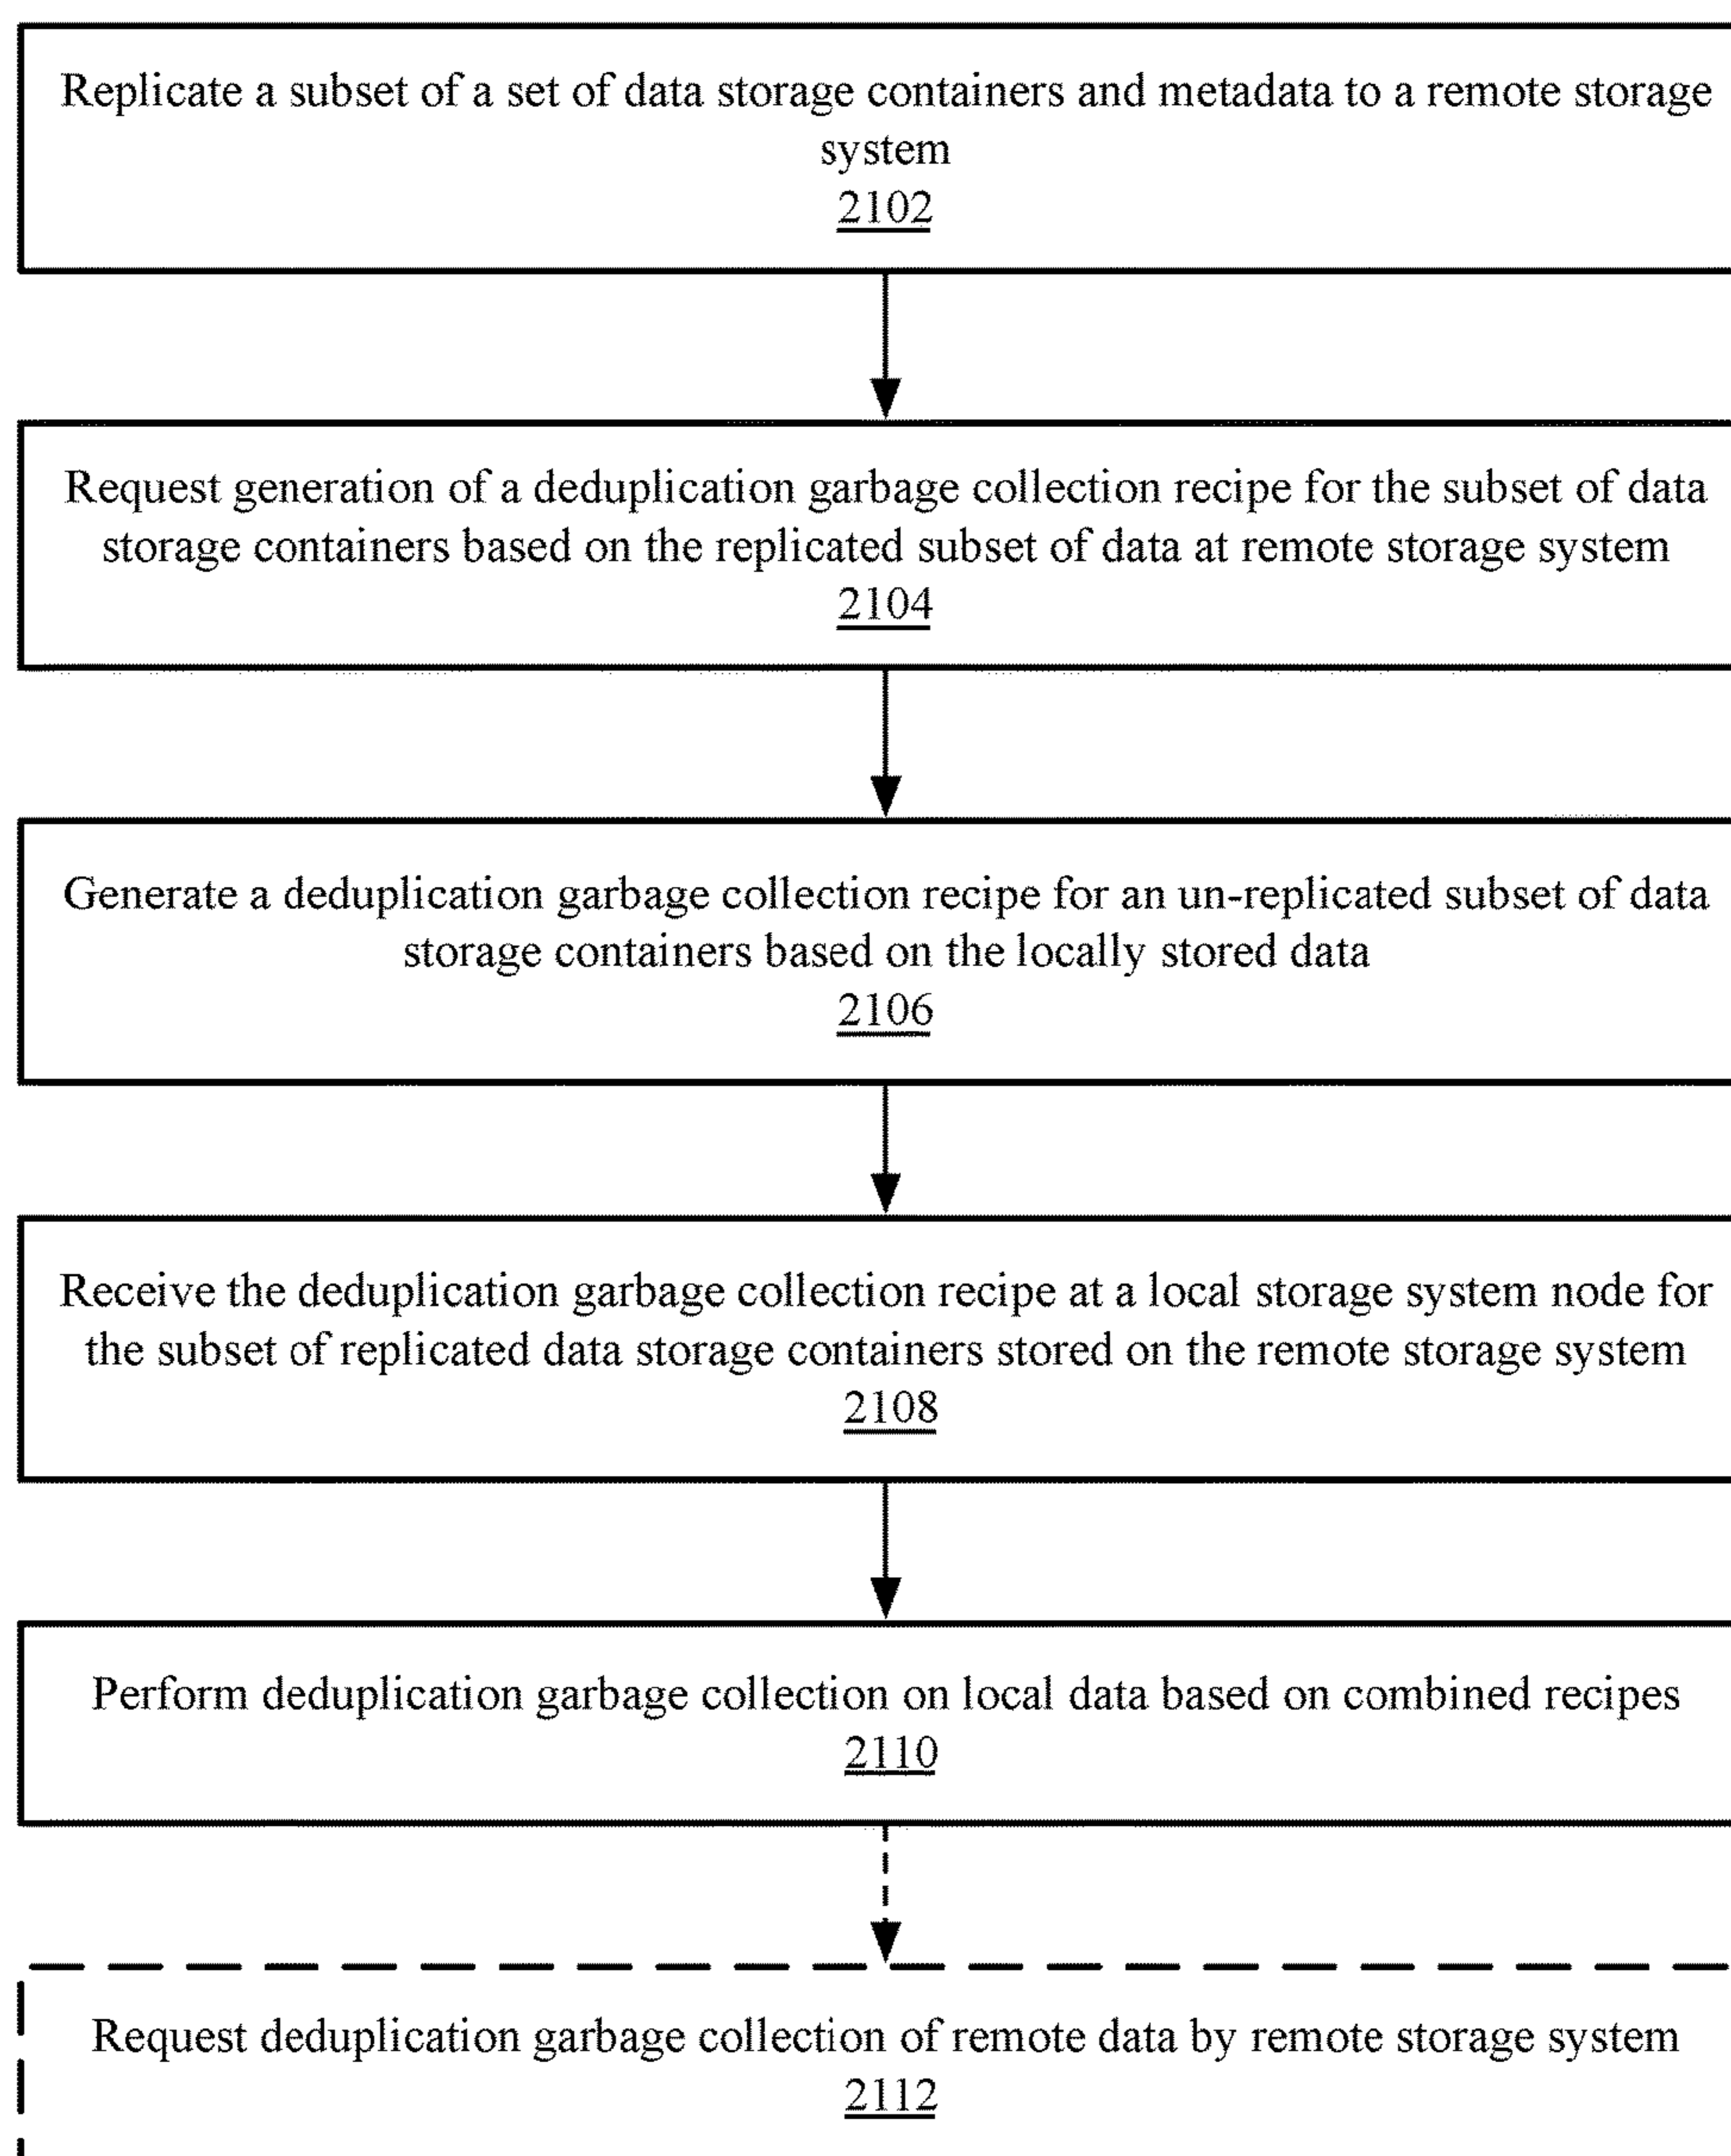 Replicate a subset of a set of data storage containers and metadata to a remote storage
system
2102
Request generation of a deduplication garbage collection recipe for the subset of data
storage containers based on the replicated subset of data at remote storage system
2104
Generate a deduplication garbage collection recipe for an un-replicated subset of data
storage containers based on the locally stored data
2106
Receive the deduplication garbage collection recipe at a local storage system node for
the subset of replicated data storage containers stored on the remote storage system
2108
Perform deduplication garbage collection on local data based on combined recipes
2110
Request deduplication garbage collection of remote data by remote storage system
2112